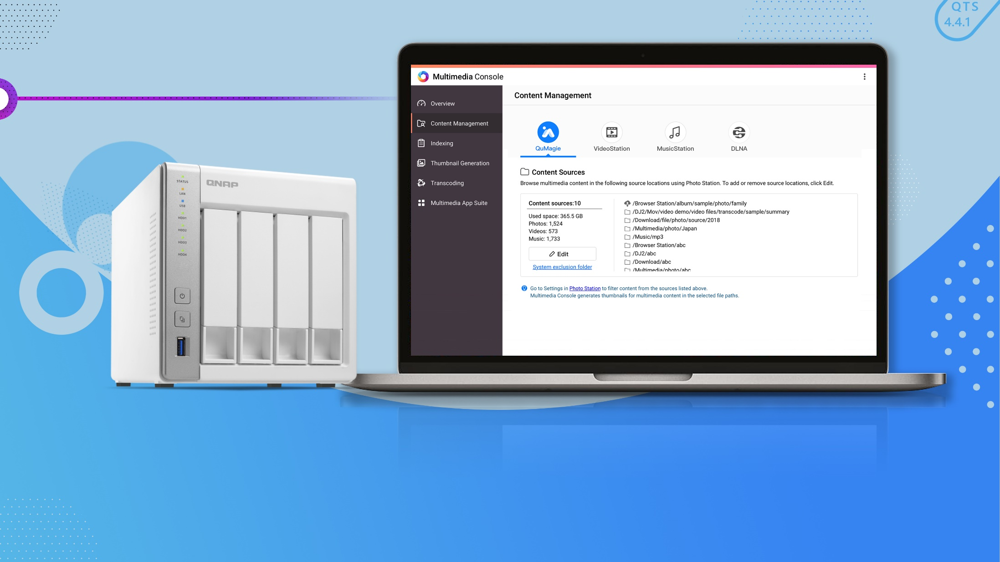 QTS
4.4.1
Multimedia Console
Overview
Content Management
Indexing
Thumbnail Generation
Transcoding
Multimedia App Suite
Content Management
QuMagie
VideoStation
MusicStation
DLNA
Content Sources
Browse multimedia content in the following source locations using Photo Station. To add or remove source locations, click Edit.
Content sources:10
Used space: 365.5 GB
Photos: 1,524
Videos: 573
Music: 1,733
Edit
System exclusion folder
/Browser Station/album/sample/photo/family
/DJ2/Mov/video demo/video files/transcode/sample/summary
/Download/file/photo/source/2018
/Multimedia/photo/Japan
/Music/mp3
/Browser Station/abc
/DJ2/abc
/Download/abc
/Multimedia/photo/abc
Go to Settings in Photo Station to filter content from the sources listed above.
Multimedia Console generates thumbnails for multimedia content in the selected file paths.
QNAP
STATUS
LAN
USB
HDD1
HDD2
HDD3
HDD4